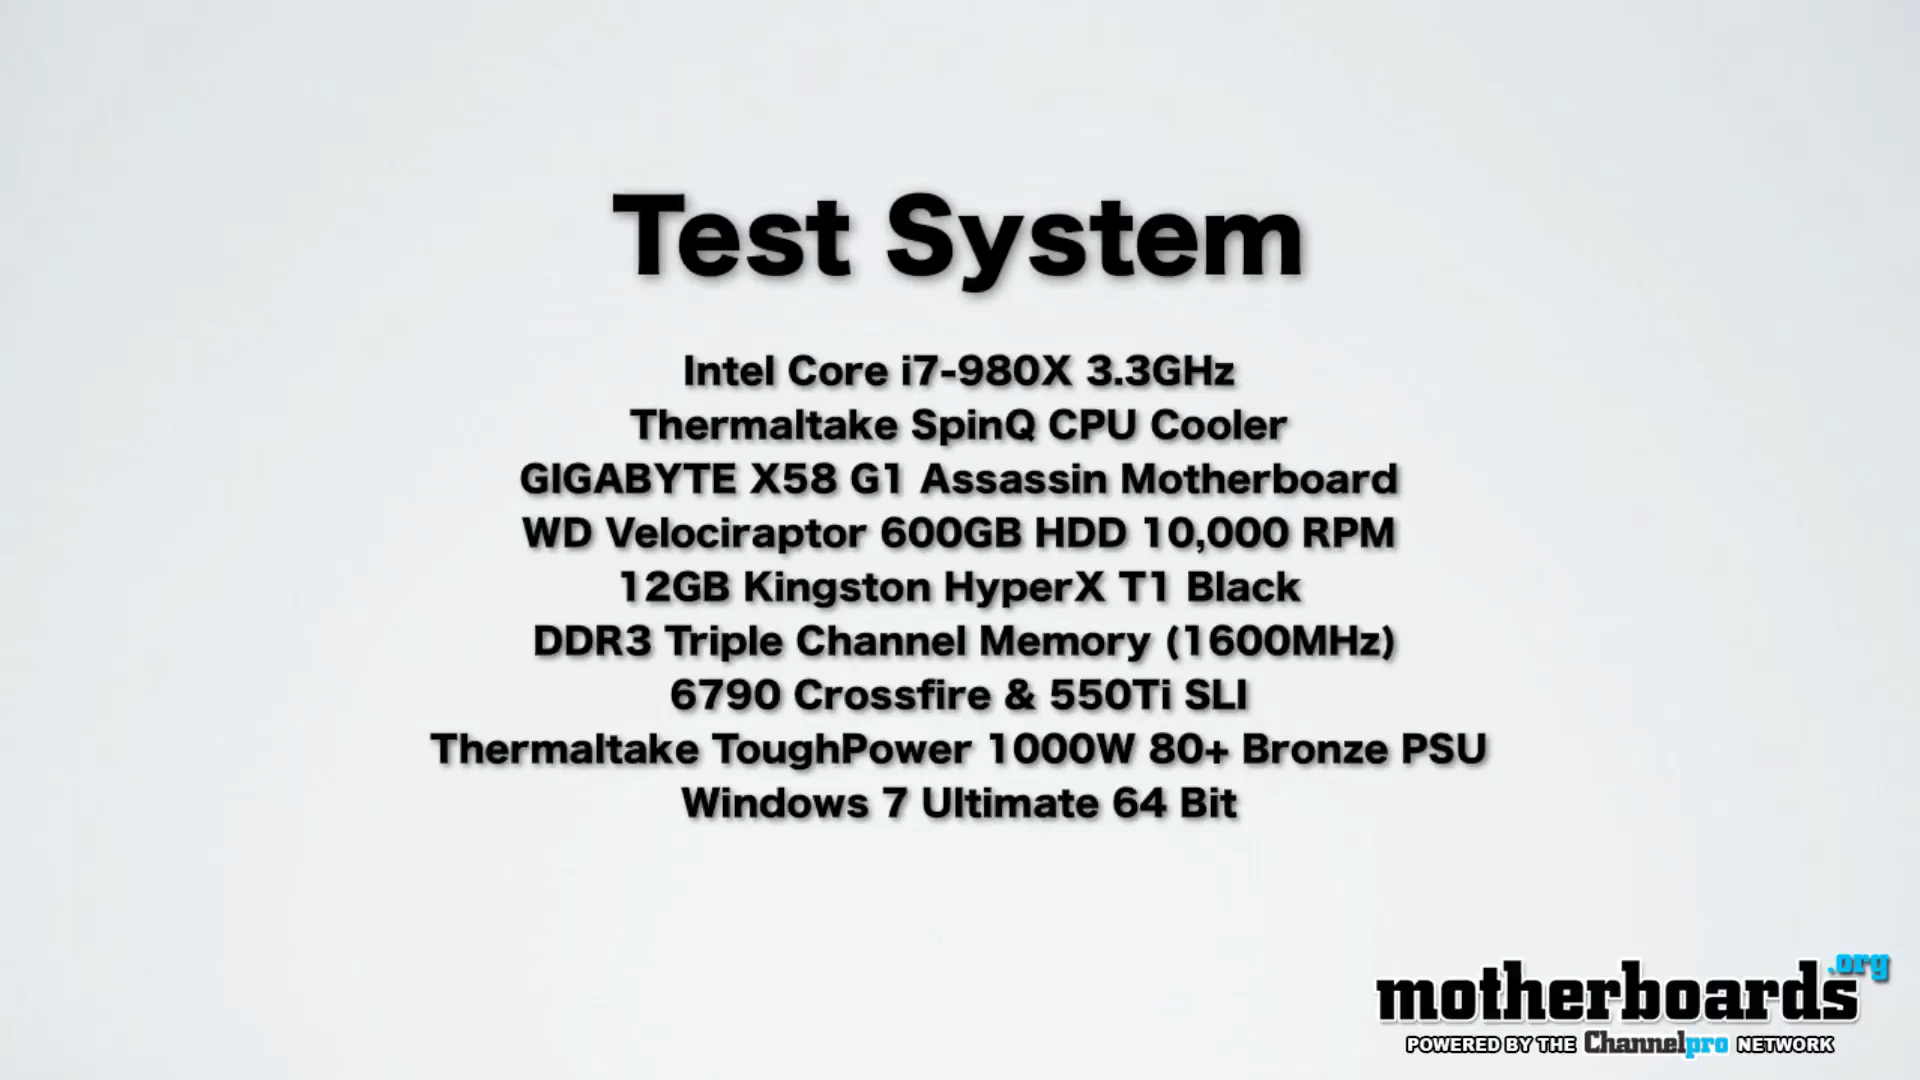 Test System
Intel Core i7-980X 3.3GHz
Thermaltake SpinQ CPU Cooler
GIGABYTE X58 G1 Assassin Motherboard
WD Velociraptor 600GB HDD 10,000 RPM
12GB Kingston HyperX T1 Black
DDR3 Triple Channel Memory (1600MHz)
6790 Crossfire & 550Ti SLI
Thermaltake ToughPower 1000W 80+ Bronze PSU
Windows 7 Ultimate 64 Bit
motherboards.org
POWERED BY THE Channelpro NETWORK